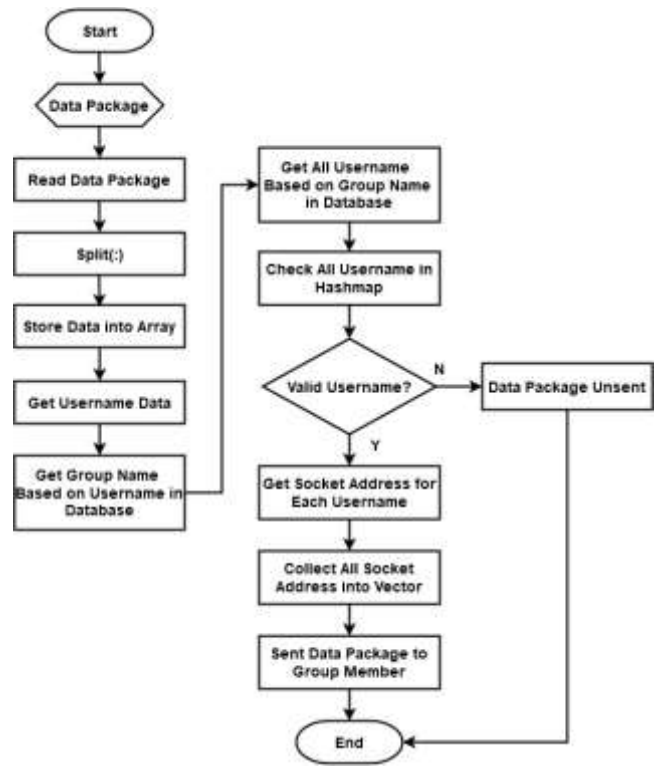 Start
Data Package
Read Data Package
Split(:)
Store Data into Array
Get Username Data
Get Group Name
Based on Username in
Database
Get All Username
Based on Group Name
in Database
Check All Username in
Hashmap
Valid Username?
N
Data Package Unsent
Y
Get Socket Address for
Each Username
Collect All Socket
Address into Vector
Sent Data Package to
Group Member
End